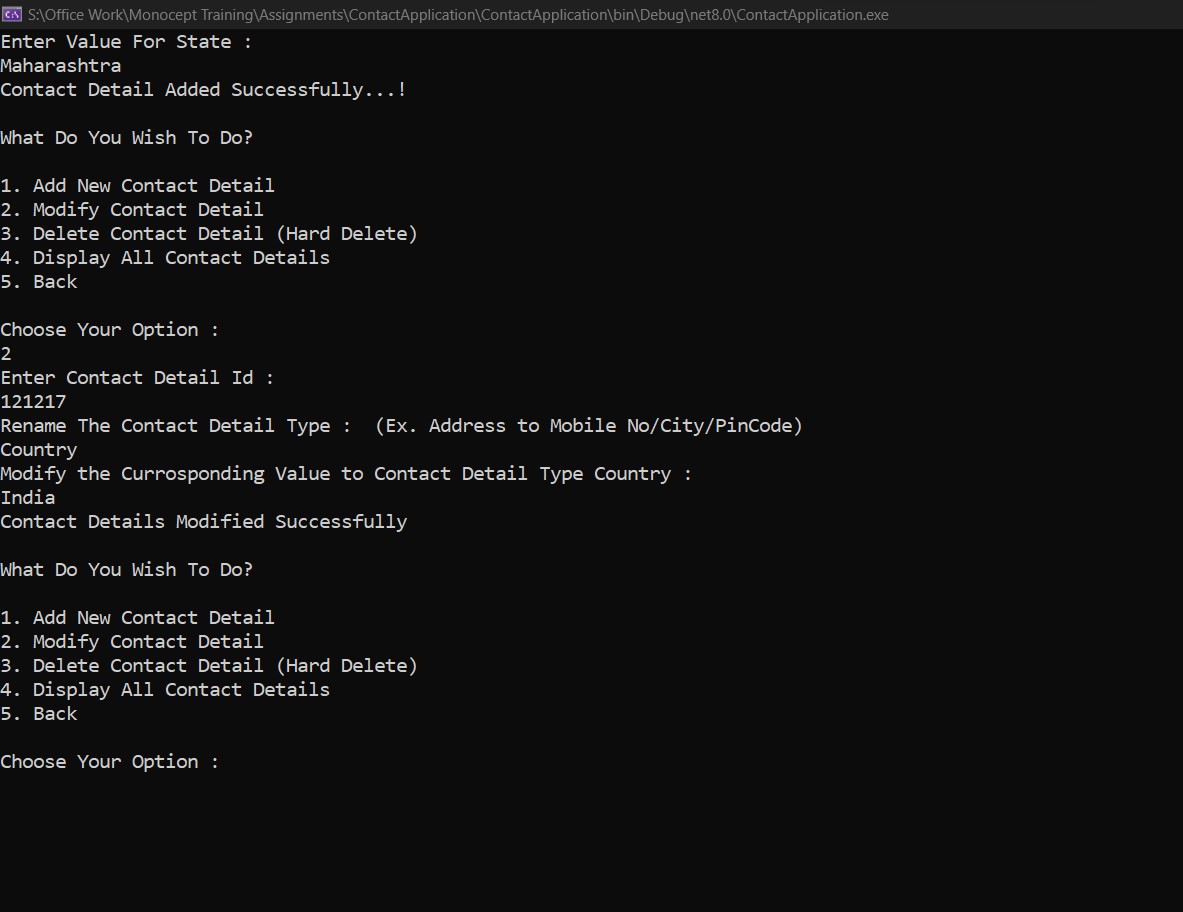 S:\Office Work\Monocept Training\Assignments\ContactApplication\ContactApplication\bin\Debug\net8.0\ContactApplication.exe
Enter Value For State :
Maharashtra
Contact Detail Added Successfully...!
What Do You Wish To Do?
1. Add New Contact Detail
2. Modify Contact Detail
3. Delete Contact Detail (Hard Delete)
4. Display All Contact Details
5. Back
Choose Your Option :
2
Enter Contact Detail Id :
121217
Rename The Contact Detail Type :  (Ex. Address to Mobile No/City/PinCode)
Country
Modify the Currosponding Value to Contact Detail Type Country :
India
Contact Details Modified Successfully
What Do You Wish To Do?
1. Add New Contact Detail
2. Modify Contact Detail
3. Delete Contact Detail (Hard Delete)
4. Display All Contact Details
5. Back
Choose Your Option :